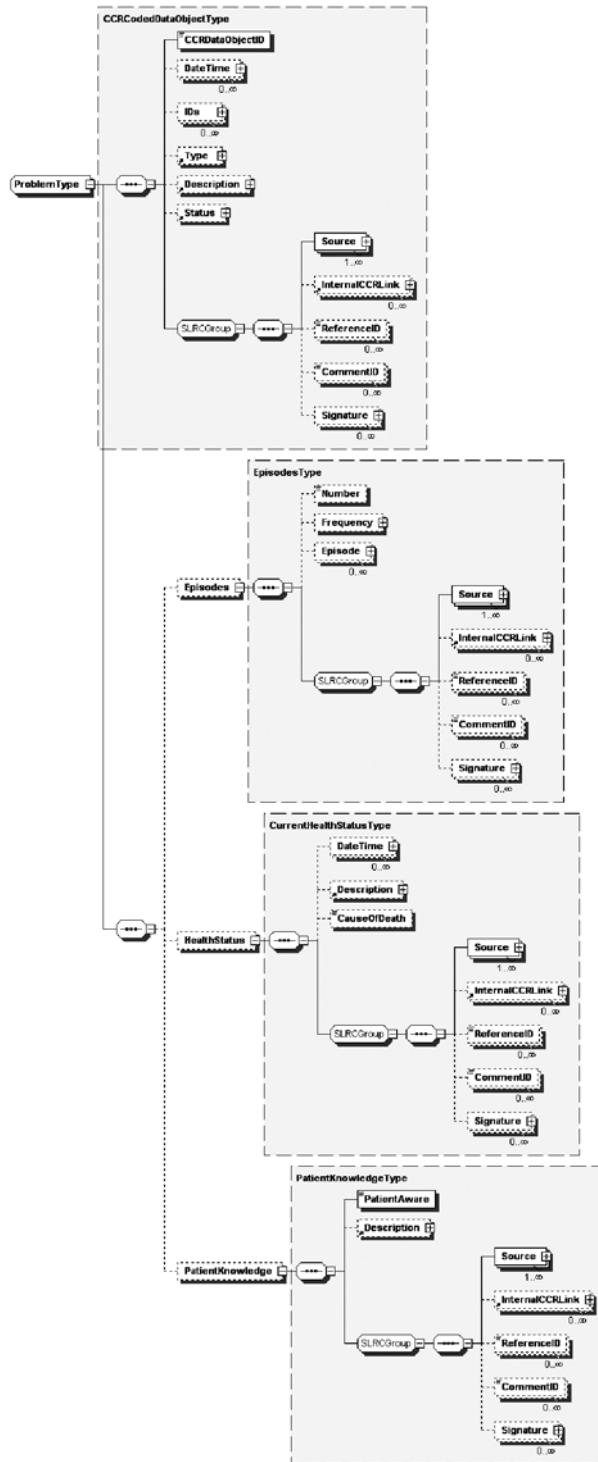 CCRCodedDataObjectType
CCRDataObjectID
DateTime
0..∞
IDs
0..∞
Type
ProblemType
Description
Status
Source
1..∞
InternalCCRLink
0..∞
SLRCGroup
ReferenceID
0..∞
CommentID
0..∞
Signature
0..∞
EpisodesType
Number
Frequency
Episode
0..∞
Episodes
Source
1..∞
InternalCCRLink
0..∞
SLRCGroup
ReferenceID
0..∞
CommentID
0..∞
Signature
0..∞
CurrentHealthStatusType
DateTime
0..∞
Description
CauseOfDeath
HealthStatus
Source
1..∞
InternalCCRLink
0..∞
SLRCGroup
ReferenceID
0..∞
CommentID
0..∞
Signature
0..∞
PatientKnowledgeType
PatientAware
Description
PatientKnowledge
Source
1..∞
InternalCCRLink
0..∞
SLRCGroup
ReferenceID
0..∞
CommentID
0..∞
Signature
0..∞